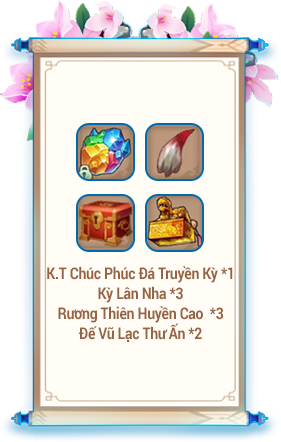 K.T Chúc Phúc Đá Truyền Kỳ *1
Kỳ Lân Nha *3
Rương Thiên Huyền Cao *3
Đế Vũ Lạc Thư Ấn *2